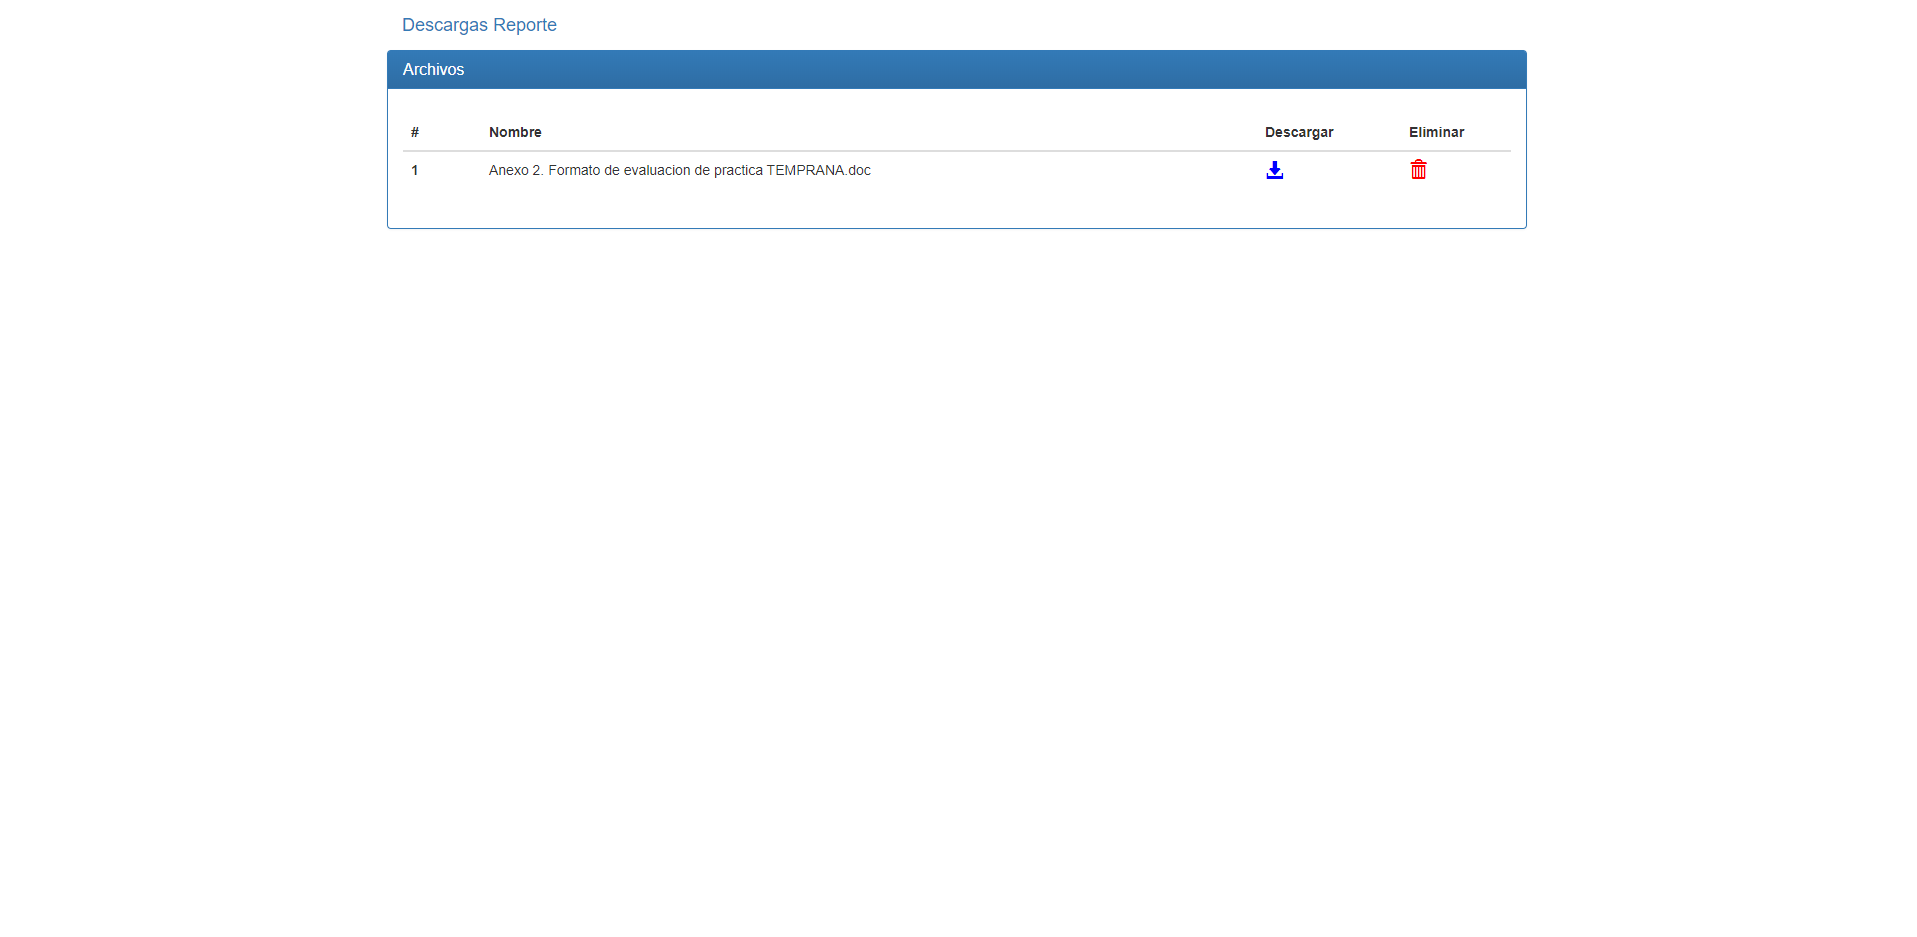 Descargas Reporte
Archivos
# Nombre Descargar Eliminar
1 Anexo 2. Formato de evaluacion de practica TEMPRANA.doc